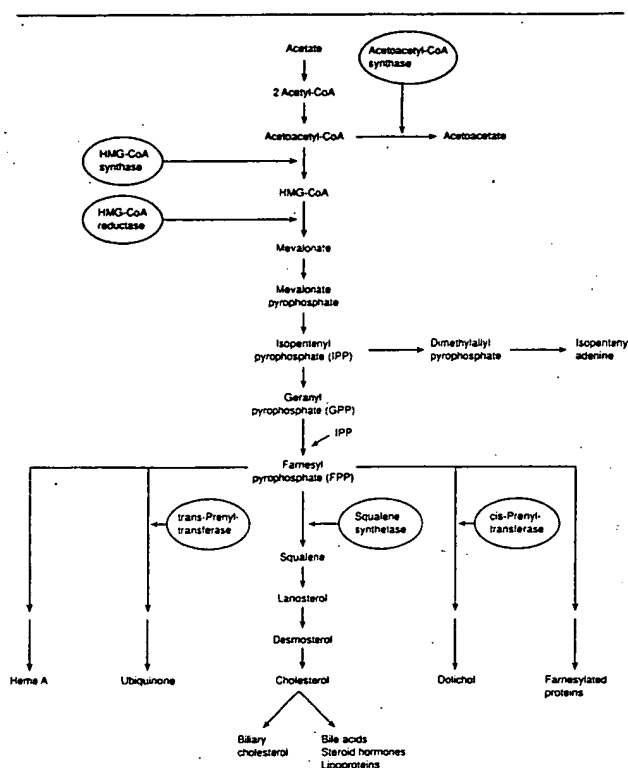 Acetate
Acetoacetyl-CoA
synthase
2 Acetyl-CoA
Acetoacetyl-CoA
Acetoacetate
HMG-CoA
synthase
HMG-CoA
HMG-CoA
reductase
Mevalonate
Mevalonate
pyrophosphate
Isopentenyl
pyrophosphate (IPP)
Dimethylallyl
pyrophosphate
Isopenteny
adenine
Geranyl
pyrophosphate (GPP)
IPP
Farnesyl
pyrophosphate (FPP)
trans-Prenyl-
transferase
Squalene
synthetase
cis-Prenyl-
transferase
Squalene
Lanosterol
Desmosterol
Heme A
Ubiquinone
Cholesterol
Dolichol
Farnesylated
proteins
Biliary
cholesterol
Bile acids
Steroid hormones
Lipoproteins